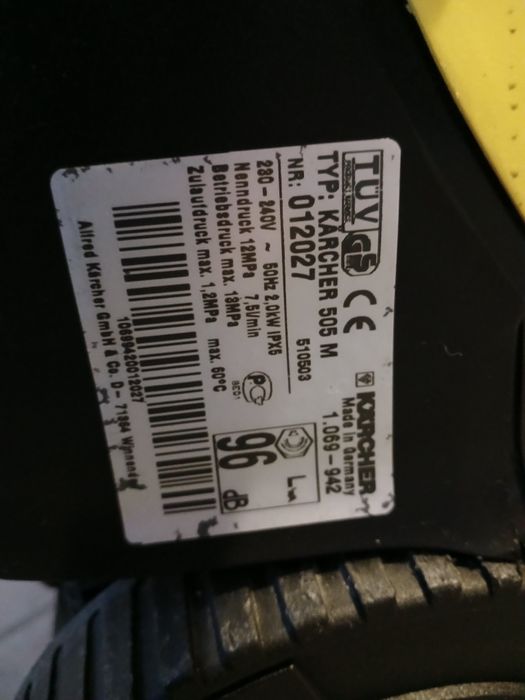 TÜV GS CE KÄRCHER
Made in Germany
TYP: KÄRCHER 505 M 1.069-942
NR: 012027 510503
230-240V ~ 50Hz 2,0kW IPX5
Nenndruck 12MPa 7,5l/min
Betriebsdruck max. 13MPa
Zulaufdruck max. 1,2MPa max. 60°C
LWA
96 dB
10694280012027
Alfred Kärcher GmbH & Co. D - 71364 Winnenden